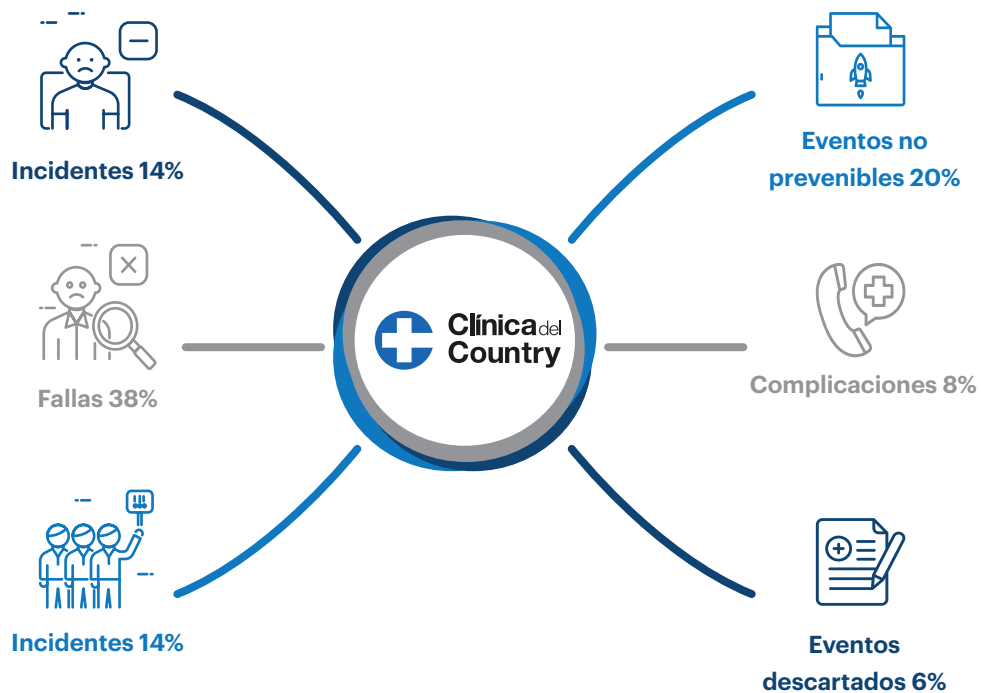 Incidentes 14%
Fallas 38%
Incidentes 14%
Clínica del
Country
Eventos no
prevenibles 20%
Complicaciones 8%
Eventos
descartados 6%